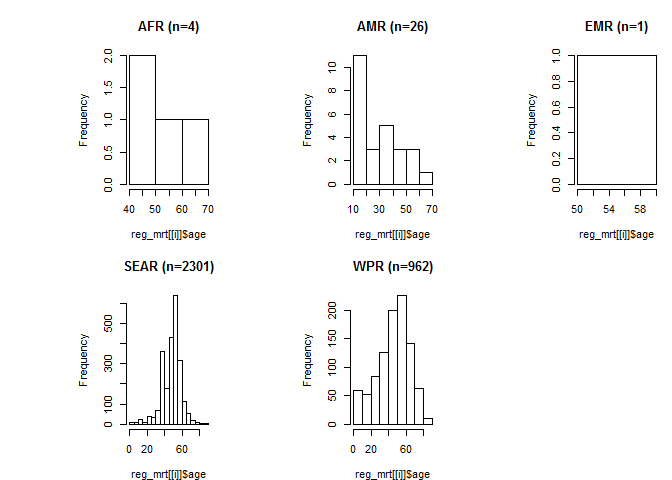 AFR (n=4)
Frequency
0.0 0.5 1.0 1.5 2.0
40 50 60 70
reg_mrt[[i]]$age
AMR (n=26)
Frequency
0 2 4 6 8 10
10 30 50 70
reg_mrt[[i]]$age
EMR (n=1)
Frequency
0.0 0.2 0.4 0.6 0.8 1.0
50 54 58
reg_mrt[[i]]$age
SEAR (n=2301)
Frequency
0 100 300 500
0 20 60
reg_mrt[[i]]$age
WPR (n=962)
Frequency
0 50 100 150 200
0 20 60
reg_mrt[[i]]$age